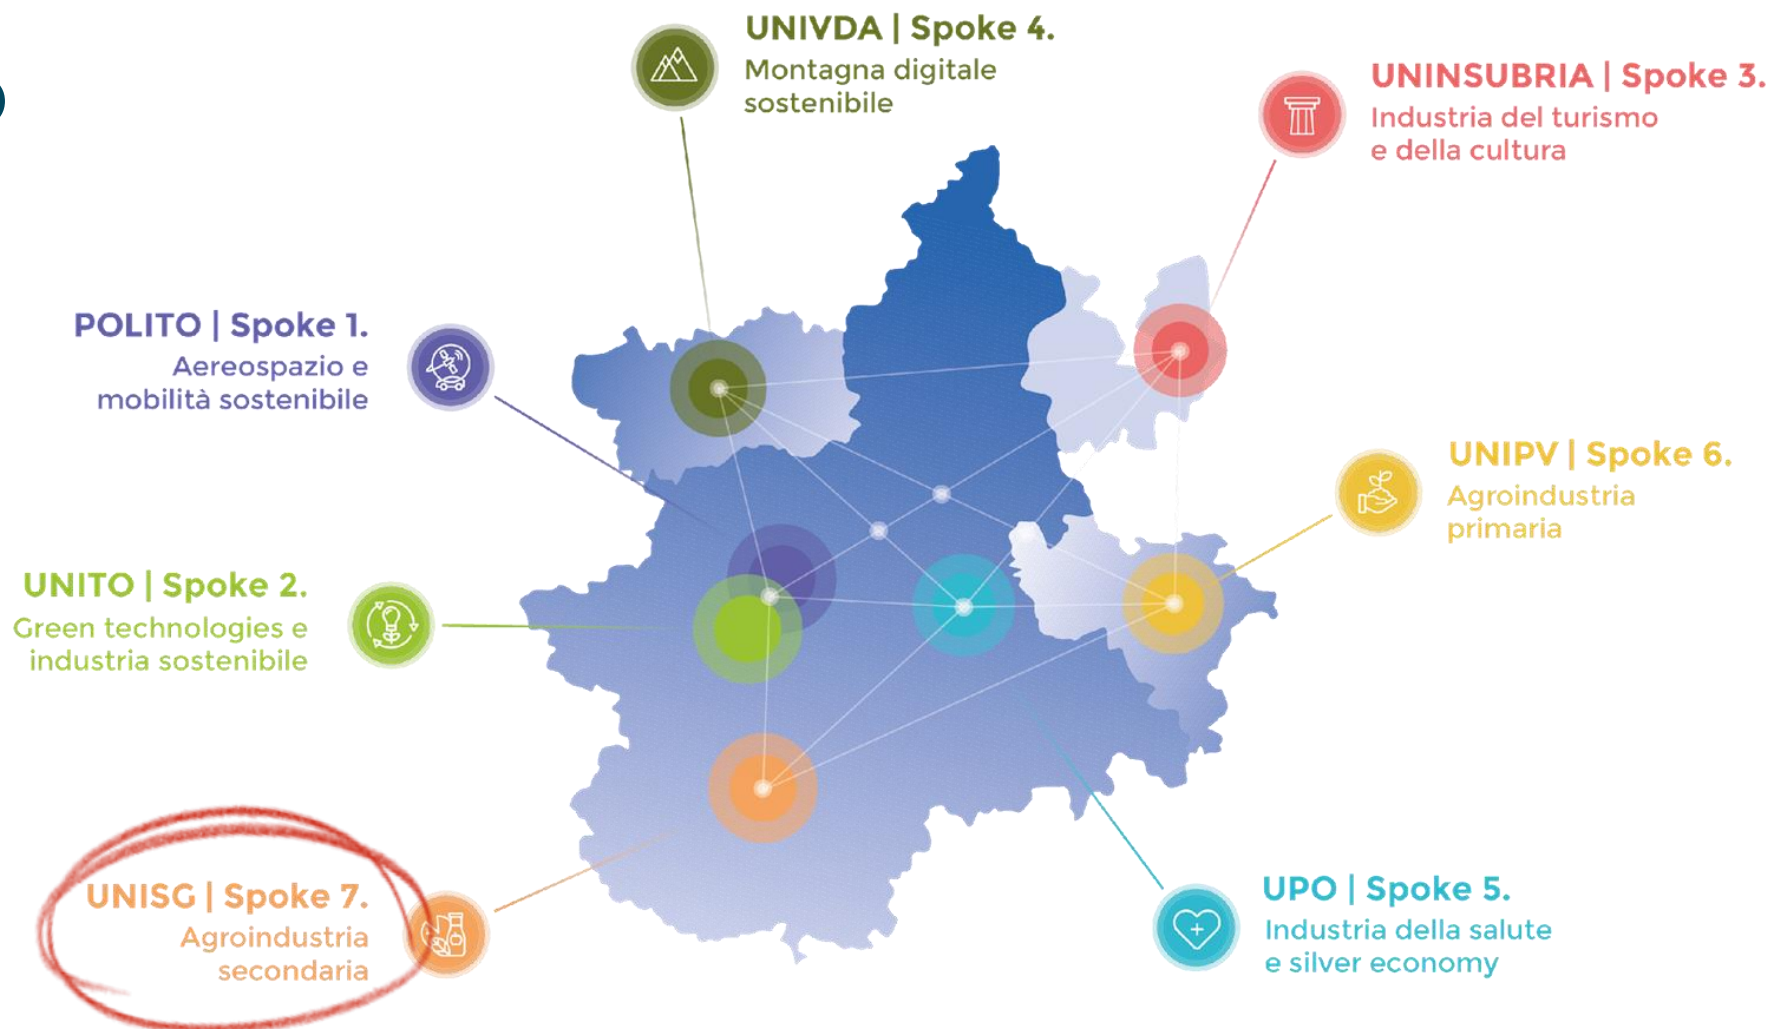 UNIVDA | Spoke 4.
Montagna digitale
sostenibile
UNINSUBRIA | Spoke 3.
Industria del turismo
e della cultura
POLITO | Spoke 1.
Aereospazio e
mobilità sostenibile
UNIPV | Spoke 6.
Agroindustria
primaria
UNITO | Spoke 2.
Green technologies e
industria sostenibile
UNISG | Spoke 7.
Agroindustria
secondaria
UPO | Spoke 5.
Industria della salute
e silver economy